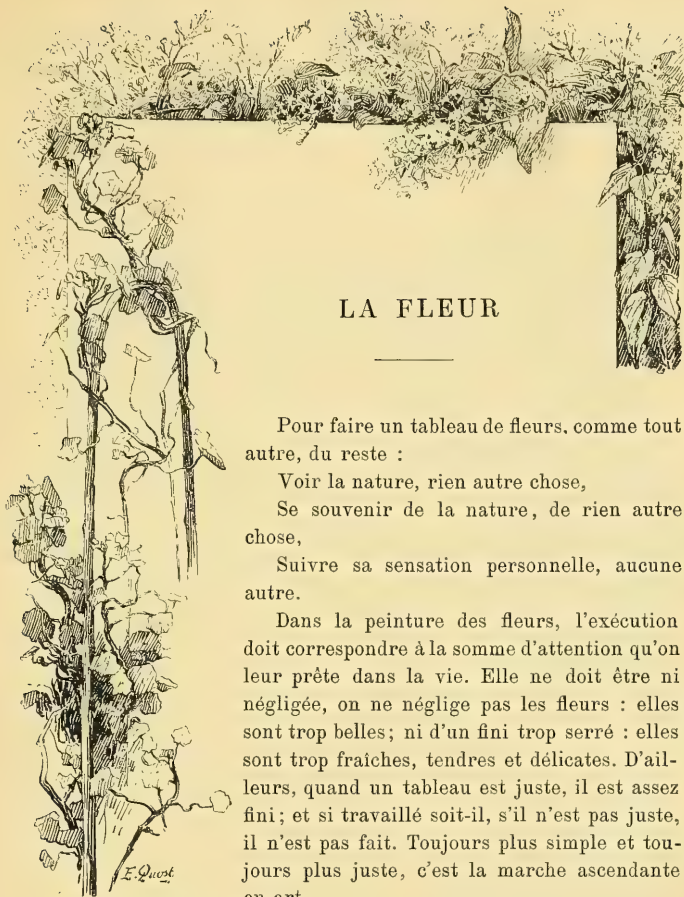 LA FLEUR
Pour faire un tableau de fleurs, comme tout
autre, du reste :
Voir la nature, rien autre chose,
Se souvenir de la nature, de rien autre
chose,
Suivre sa sensation personnelle, aucune
autre.
Dans la peinture des fleurs, l'exécution
doit correspondre à la somme d'attention qu'on
leur prête dans la vie. Elle ne doit être ni
négligée, on ne néglige pas les fleurs : elles
sont trop belles ; ni d'un fini trop serré : elles
sont trop fraîches, tendres et délicates. D'ail-
leurs, quand un tableau est juste, il est assez
fini ; et si travaillé soit-il, s'il n'est pas juste,
il n'est pas fait. Toujours plus simple et tou-
jours plus juste, c'est la marche ascendante
en art.
E. Quost